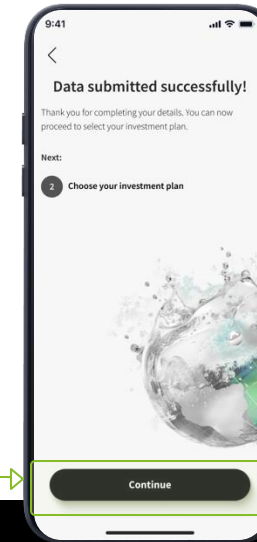 9:41
Data submitted successfully!
Thank you for completing your details. You can now
proceed to select your investment plan.
Next:
2 Choose your investment plan
Continue